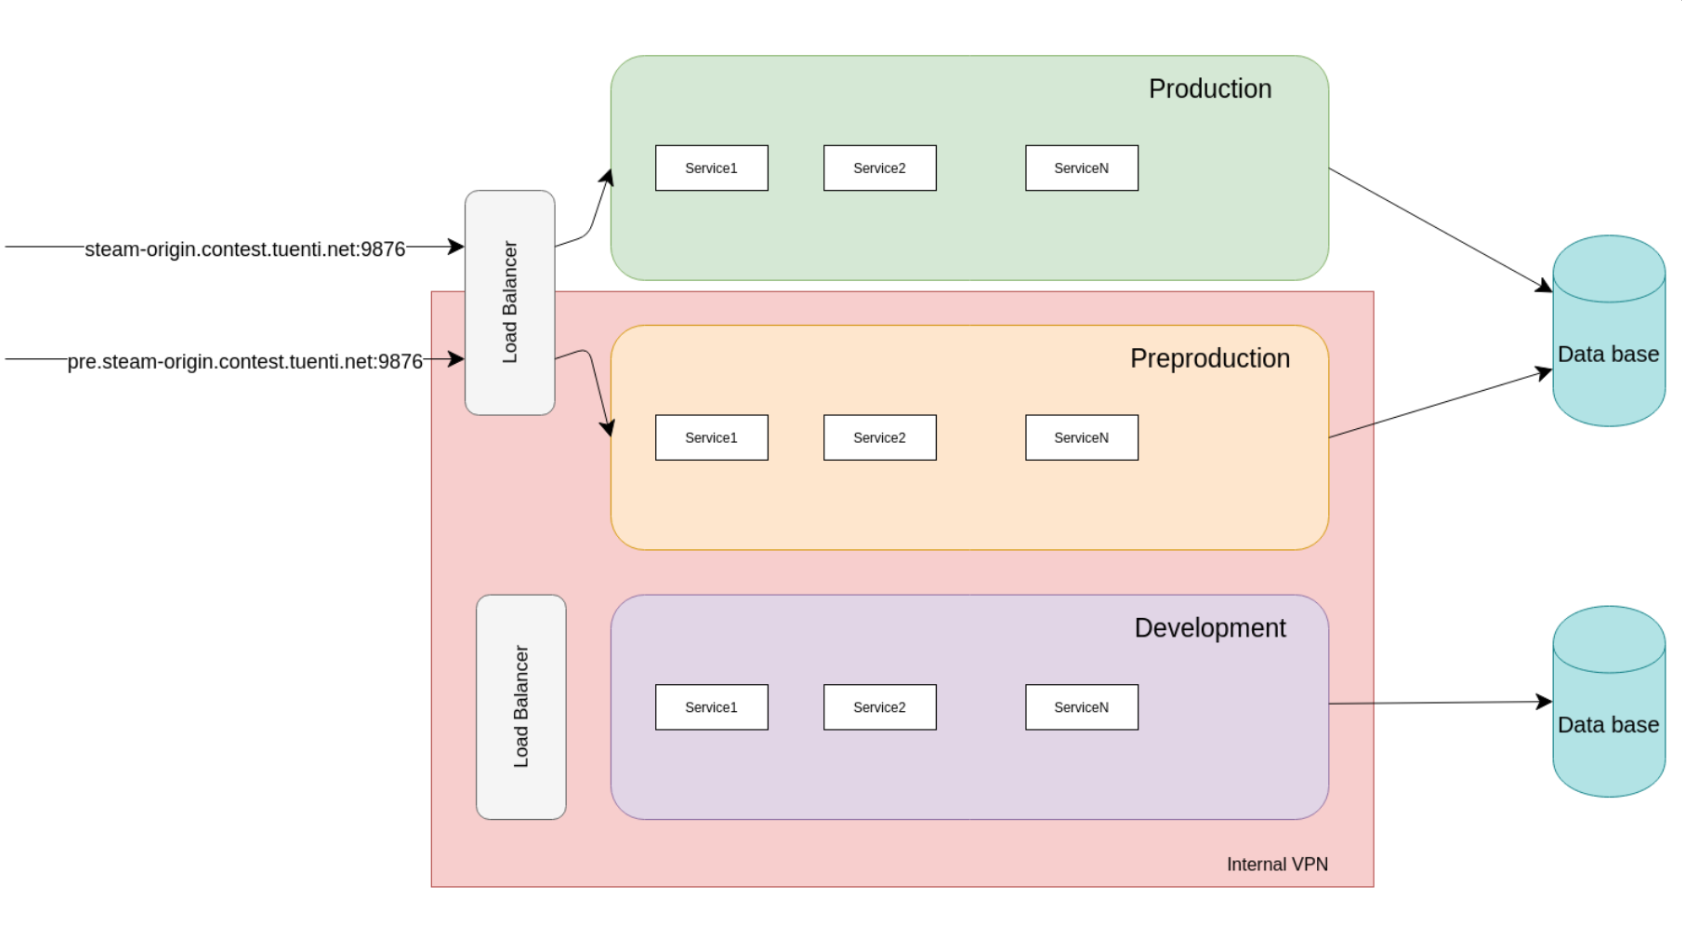 Production
Service1
Service2
ServiceN
steam-origin.contest.tuenti.net:9876
Load Balancer
pre.steam-origin.contest.tuenti.net:9876
Preproduction
Service1
Service2
ServiceN
Data base
Development
Load Balancer
Service1
Service2
ServiceN
Data base
Internal VPN